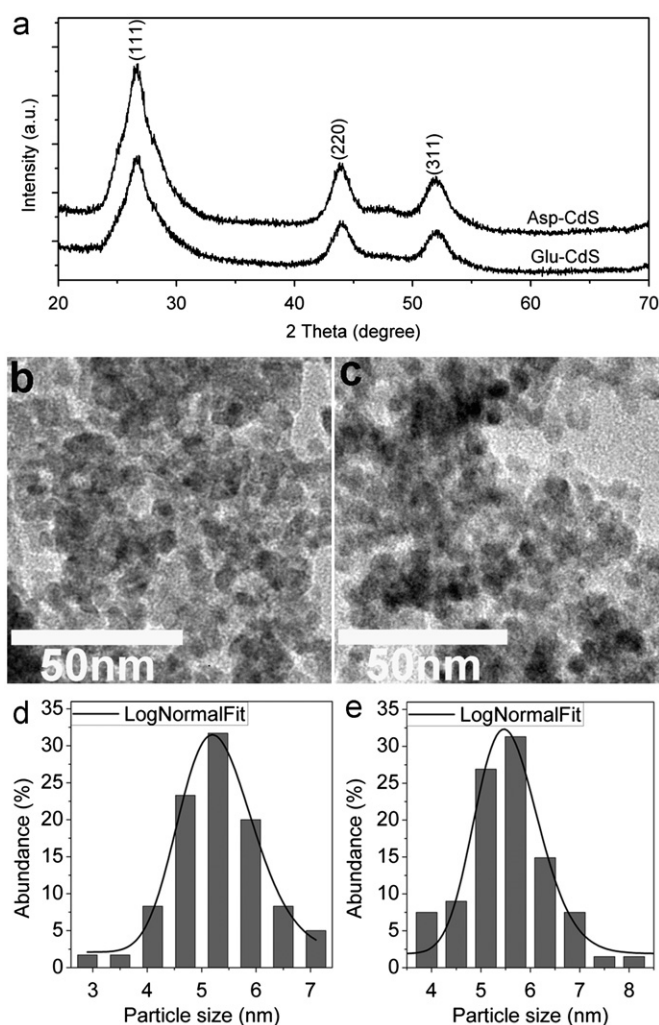 a
(111)
(220)
(311)
Asp-CdS
Glu-CdS
Intensity (a.u.)
20 30 40 50 60 70
2 Theta (degree)
b
50nm
c
50nm
d
LogNormalFit
35
30
25
20
15
10
5
0
Abundance (%)
3 4 5 6 7
Particle size (nm)
e
LogNormalFit
35
30
25
20
15
10
5
0
Abundance (%)
4 5 6 7 8
Particle size (nm)